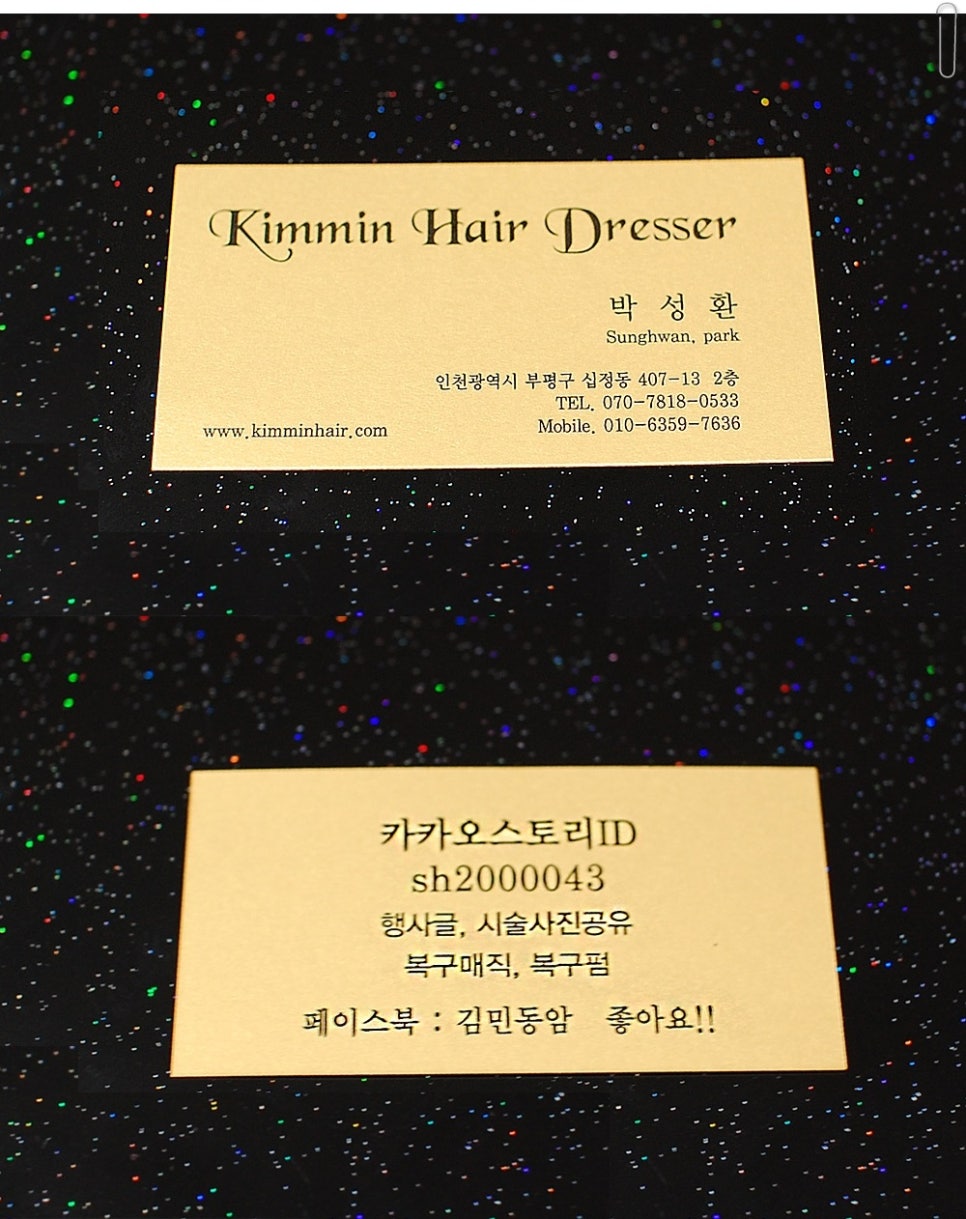 Kimmin Hair Dresser
박 성 환
Sunghwan, park
인천광역시 부평구 십정동 407-13 2층
TEL. 070-7818-0533
Mobile. 010-6359-7636
www.kimminhair.com
카카오스토리ID
sh2000043
행사글, 시술사진공유
복구매직, 복구펌
페이스북 : 김민동암 좋아요!!